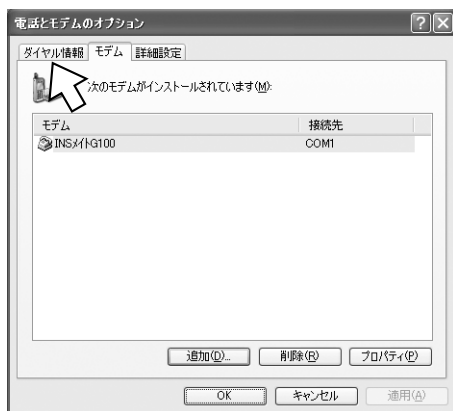 電話とモデムのオプション
ダイヤル情報 モデム 詳細設定
次のモデムがインストールされています(M):
モデム 接続先
INSメイトG100 COM1
追加(D)... 削除(R) プロパティ(P)
OK キャンセル 適用(A)